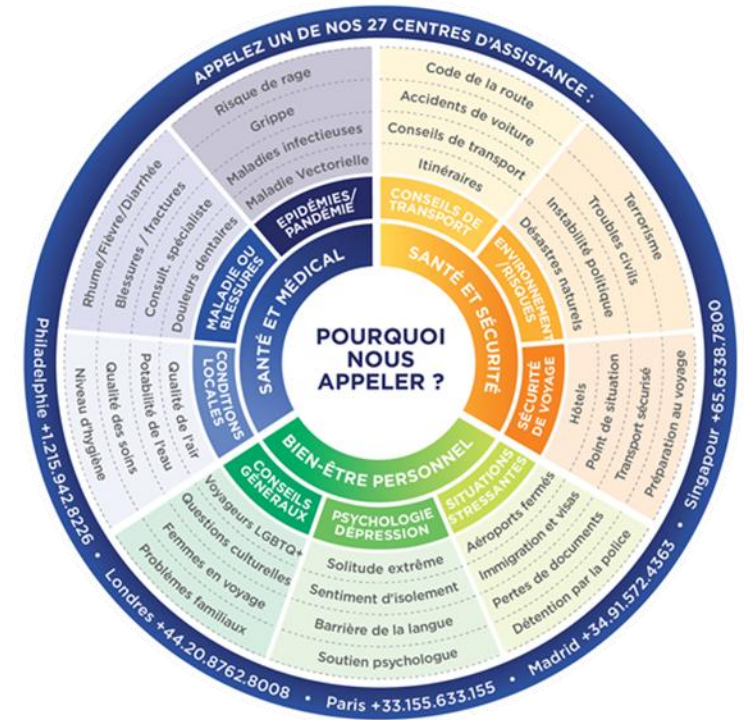 APPELEZ UN DE NOS 27 CENTRES D'ASSISTANCE :
POURQUOI
NOUS
APPELER ?
SANTÉ ET MÉDICAL
EPIDÉMIES/
PANDÉMIE
Risque de rage
Grippe
Maladies infectieuses
Maladie Vectorielle
MALADIE OU
BLESSURES
Rhume/Fièvre/Diarrhée
Blessures / fractures
Consult. spécialiste
Douleurs dentaires
CONDITIONS
LOCALES
Niveau d'hygiène
Qualité des soins
Potabilité de l'eau
Qualité de l'air
SANTÉ ET SÉCURITÉ
CONSEILS DE
TRANSPORT
Code de la route
Accidents de voiture
Conseils de transport
Itinéraires
ENVIRONNEMENT
/RISQUES
Terrorisme
Troubles civils
Instabilité politique
Désastres naturels
SÉCURITÉ
DE VOYAGE
Hôtels
Point de situation
Transport sécurisé
Préparation au voyage
BIEN-ÊTRE PERSONNEL
CONSEILS
GÉNÉRAUX
Voyageurs LGBTQ+
Questions culturelles
Femmes en voyage
Problèmes familiaux
PSYCHOLOGIE
DÉPRESSION
Solitude extrême
Sentiment d'isolement
Barrière de la langue
Soutien psychologue
SITUATIONS
STRESSANTES
Aéroports fermés
Immigration et visas
Pertes de documents
Détention par la police
Philadelphie +1.215.942.8226 • Londres +44.20.8762.8008 • Paris +33.155.633.155 • Madrid +34.91.572.4363 • Singapour +65.6338.7800